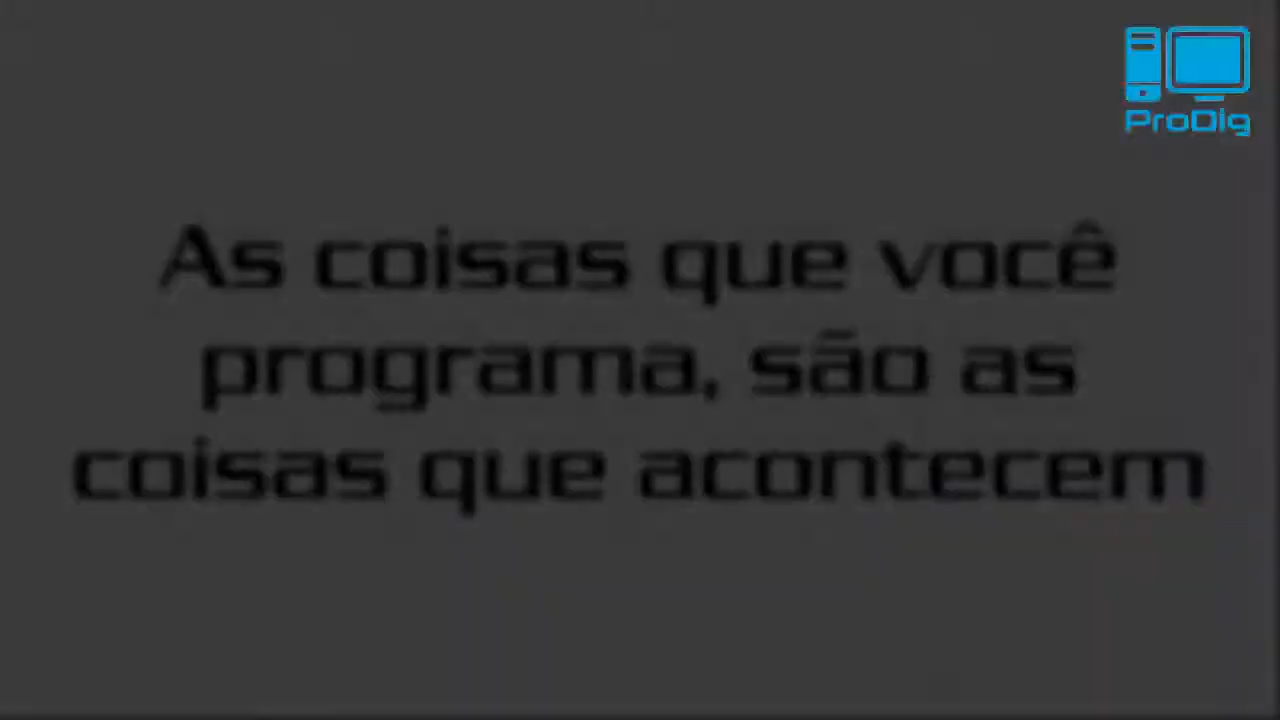 ProDig
As coisas que você
programa, são as
coisas que acontecem